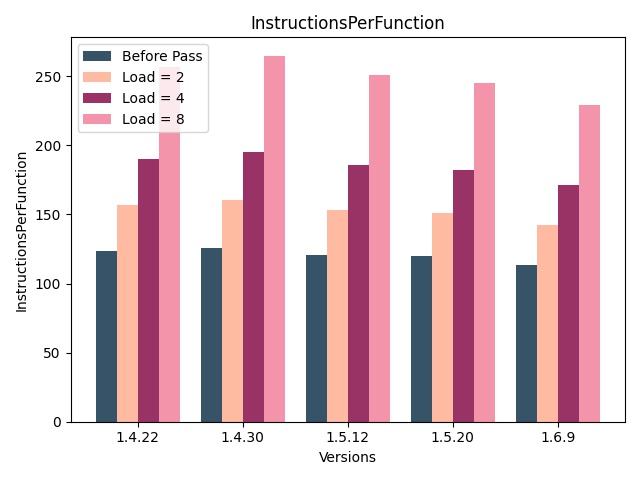 InstructionsPerFunction
Before Pass
Load = 2
Load = 4
Load = 8
InstructionsPerFunction
250
200
150
100
50
0
1.4.22
1.4.30
1.5.12
1.5.20
1.6.9
Versions